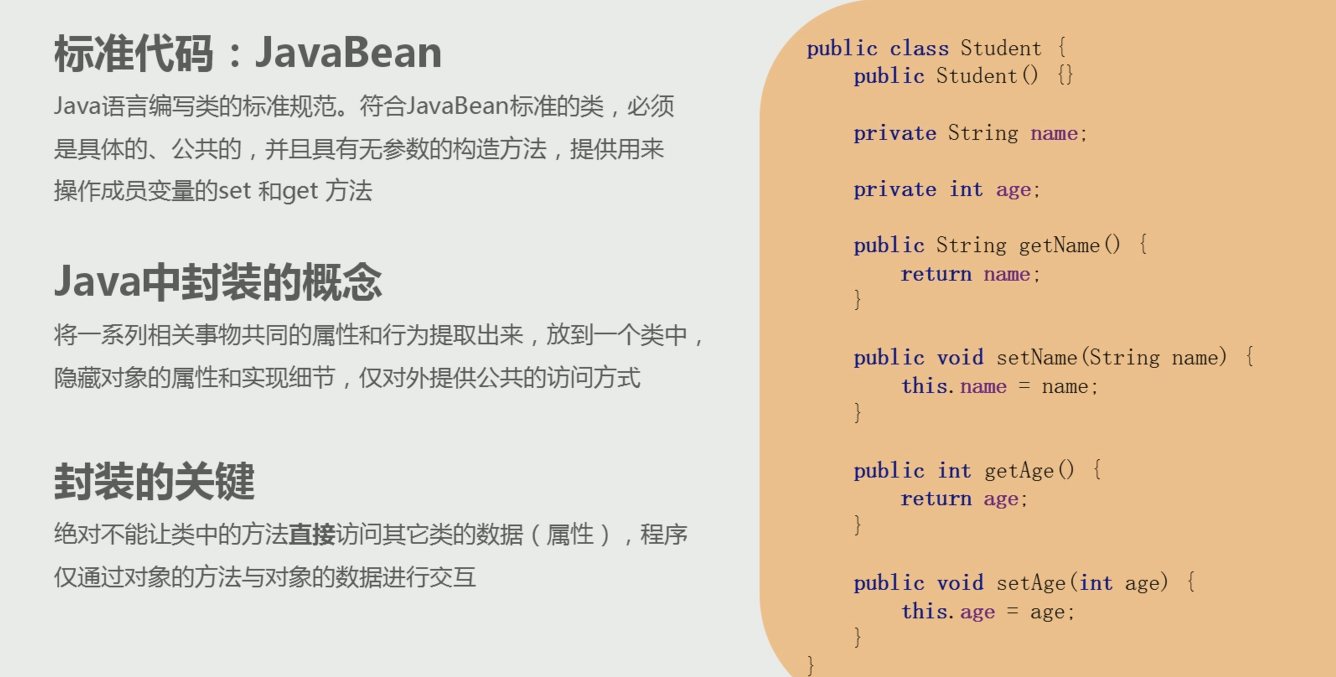 标准代码：JavaBean
Java语言编写类的标准规范。符合JavaBean标准的类，必须
是具体的、公共的，并且具有无参数的构造方法，提供用来
操作成员变量的set 和get 方法
Java中封装的概念
将一系列相关事物共同的属性和行为提取出来，放到一个类中，
隐藏对象的属性和实现细节，仅对外提供公共的访问方式
封装的关键
绝对不能让类中的方法直接访问其它类的数据（属性），程序
仅通过对象的方法与对象的数据进行交互
public class Student {
    public Student() {}
    private String name;
    private int age;
    public String getName() {
        return name;
    }
    public void setName(String name) {
        this.name = name;
    }
    public int getAge() {
        return age;
    }
    public void setAge(int age) {
        this.age = age;
    }
}